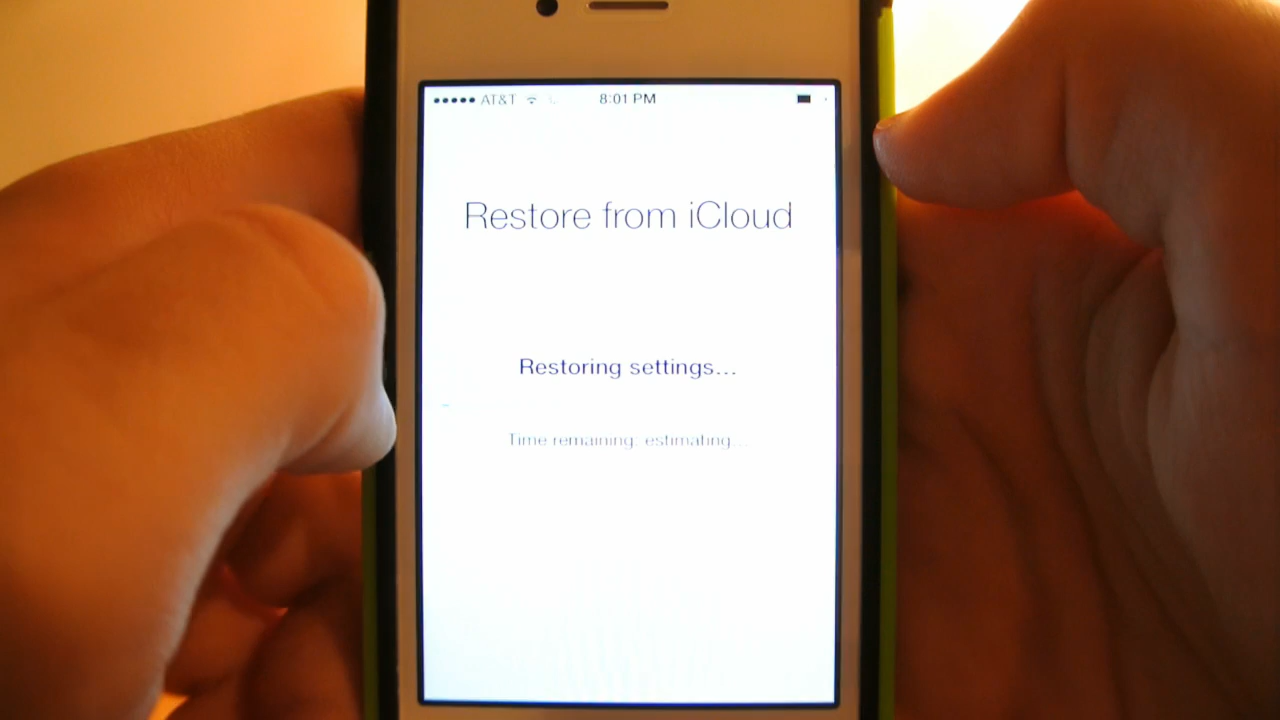 ●●●●● AT&T 8:01 PM
Restore from iCloud
Restoring settings...
Time remaining: estimating...